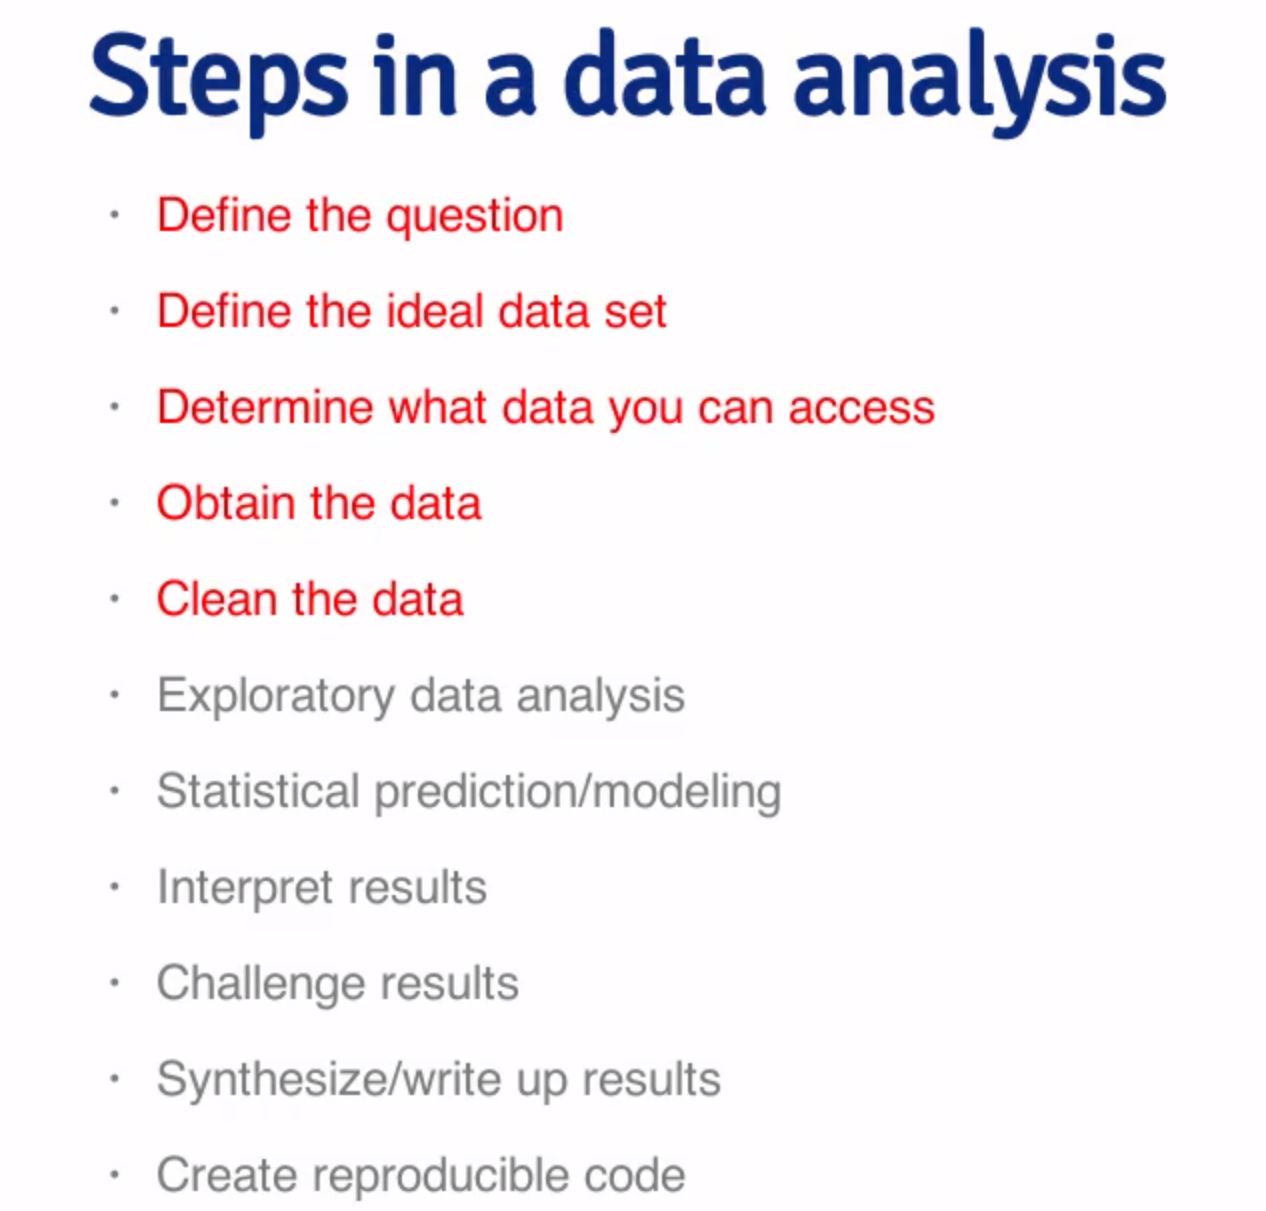 Steps in a data analysis
· Define the question
· Define the ideal data set
· Determine what data you can access
· Obtain the data
· Clean the data
· Exploratory data analysis
· Statistical prediction/modeling
· Interpret results
· Challenge results
· Synthesize/write up results
· Create reproducible code